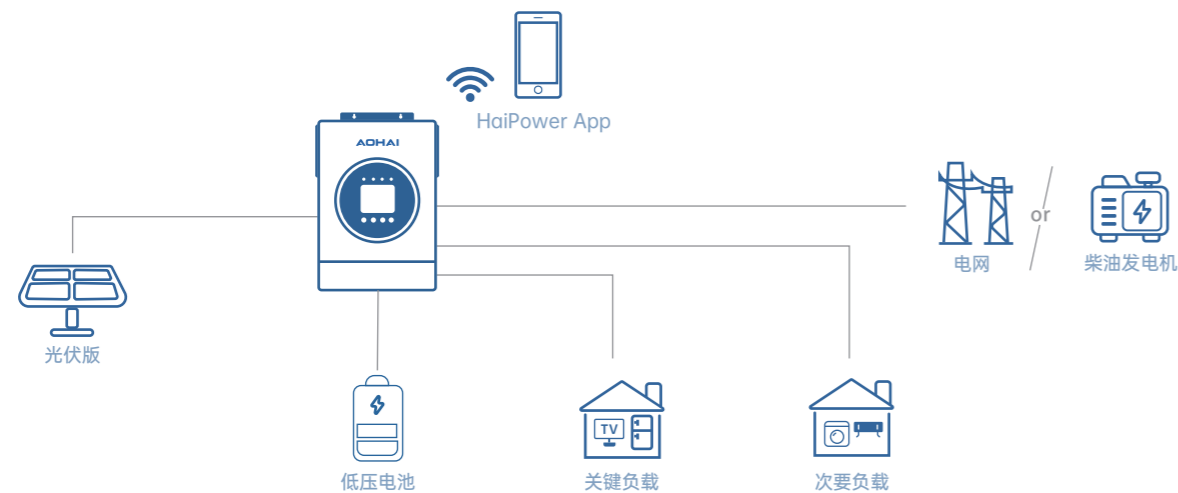 HaiPower App
AOHAI
or
电网
柴油发电机
光伏版
TV
低压电池
关键负载
次要负载